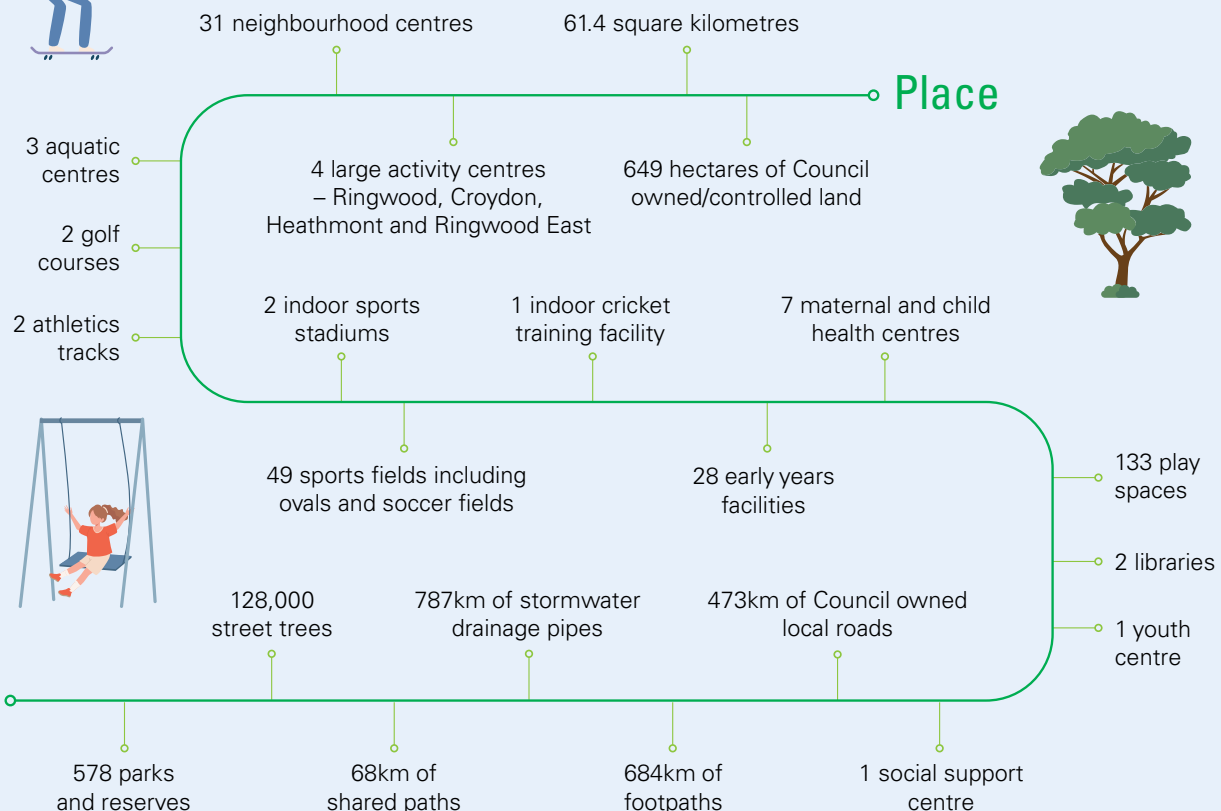 Place
61.4 square kilometres
649 hectares of Council
owned/controlled land
4 large activity centres
– Ringwood, Croydon,
Heathmont and Ringwood East
31 neighbourhood centres
3 aquatic
centres
2 golf
courses
2 athletics
tracks
2 indoor sports
stadiums
49 sports fields including
ovals and soccer fields
1 indoor cricket
training facility
28 early years
facilities
7 maternal and child
health centres
133 play
spaces
2 libraries
1 youth
centre
1 social support
centre
473km of Council owned
local roads
684km of
footpaths
787km of stormwater
drainage pipes
68km of
shared paths
128,000
street trees
578 parks
and reserves